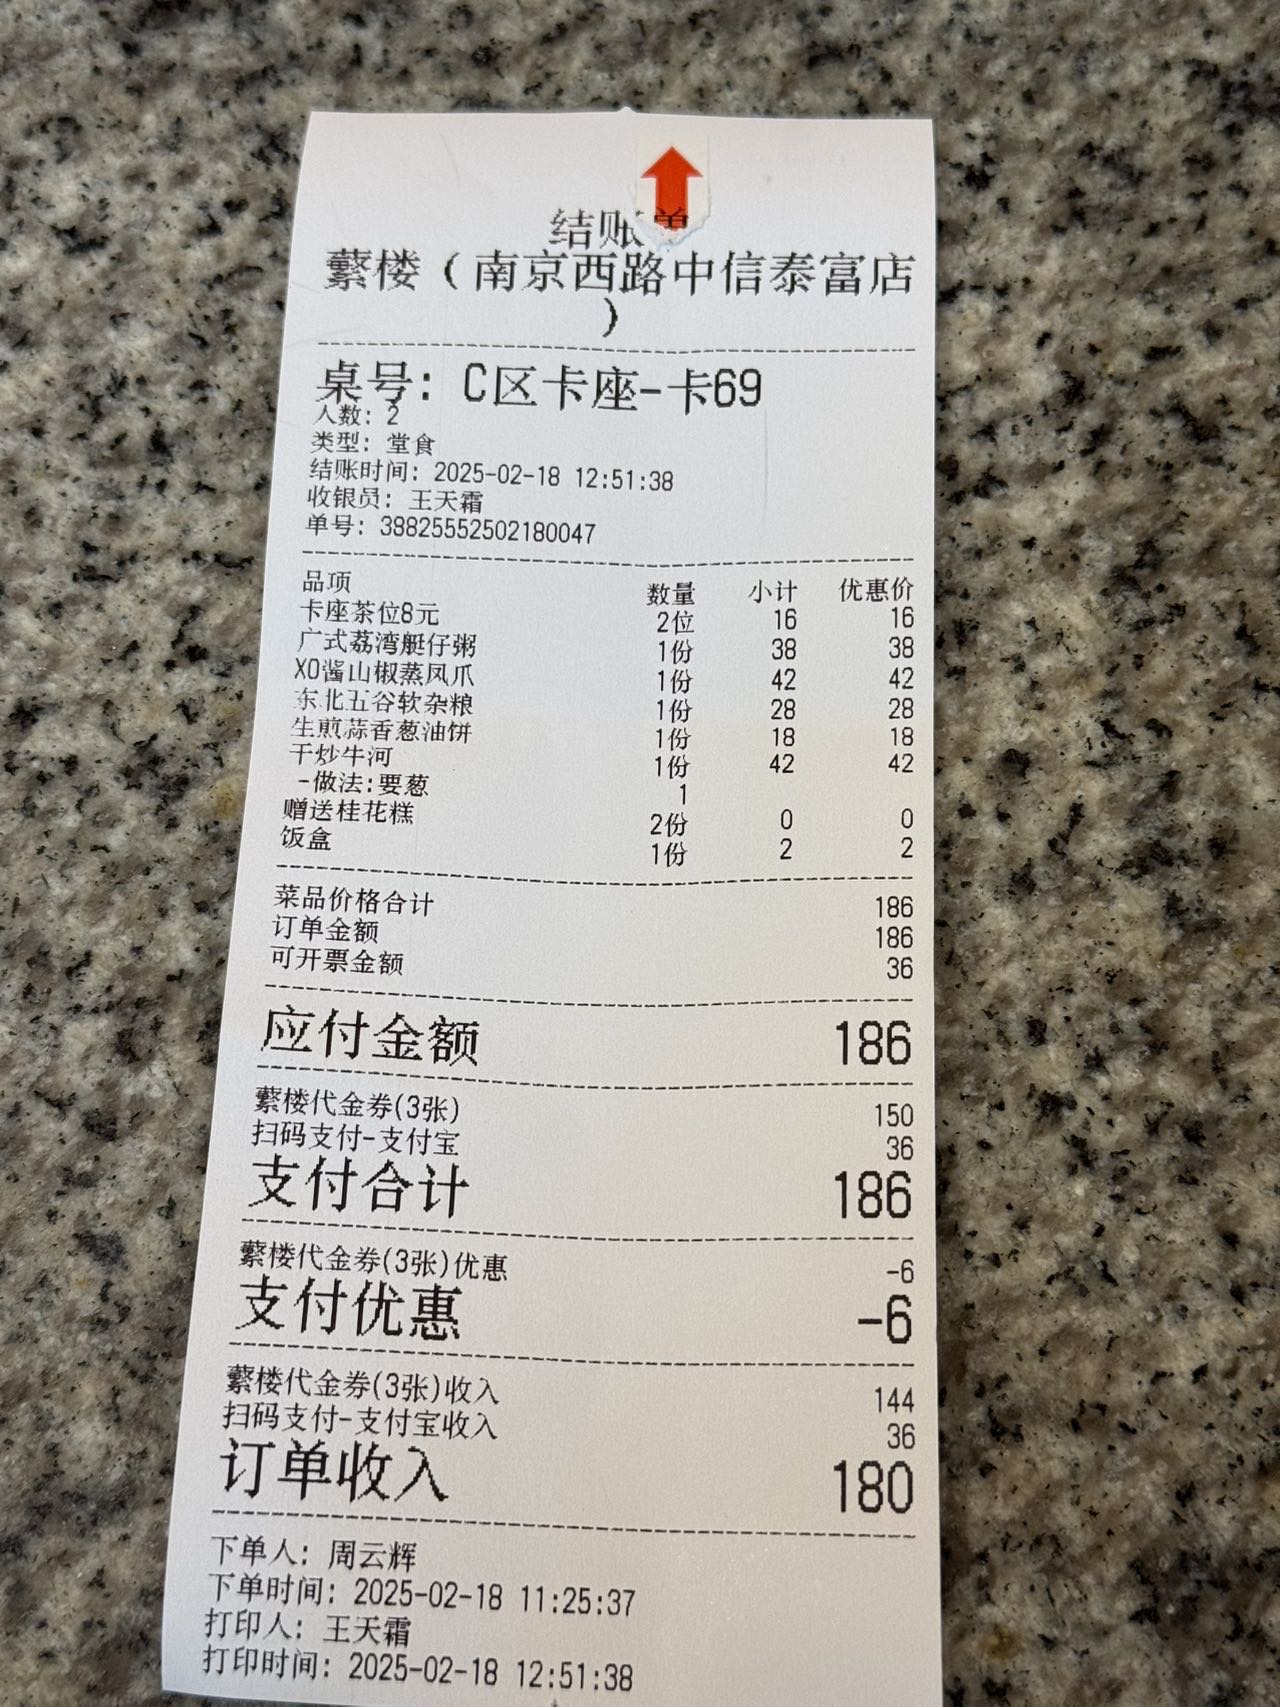 结账单
蘩楼（南京西路中信泰富店
）
桌号: C区卡座-卡69
人数: 2
类型: 堂食
结账时间: 2025-02-18 12:51:38
收银员: 王天霜
单号: 38825552502180047
品项 数量 小计 优惠价
卡座茶位8元 2位 16 16
广式荔湾艇仔粥 1份 38 38
XO酱山椒蒸凤爪 1份 42 42
东北五谷软杂粮 1份 28 28
生煎蒜香葱油饼 1份 18 18
干炒牛河 1份 42 42
-做法:要葱 1
赠送桂花糕 2份 0 0
饭盒 1份 2 2
菜品价格合计 186
订单金额 186
可开票金额 36
应付金额 186
蘩楼代金券(3张) 150
扫码支付-支付宝 36
支付合计 186
蘩楼代金券(3张)优惠 -6
支付优惠 -6
蘩楼代金券(3张)收入 144
扫码支付-支付宝收入 36
订单收入 180
下单人: 周云辉
下单时间: 2025-02-18 11:25:37
打印人: 王天霜
打印时间: 2025-02-18 12:51:38